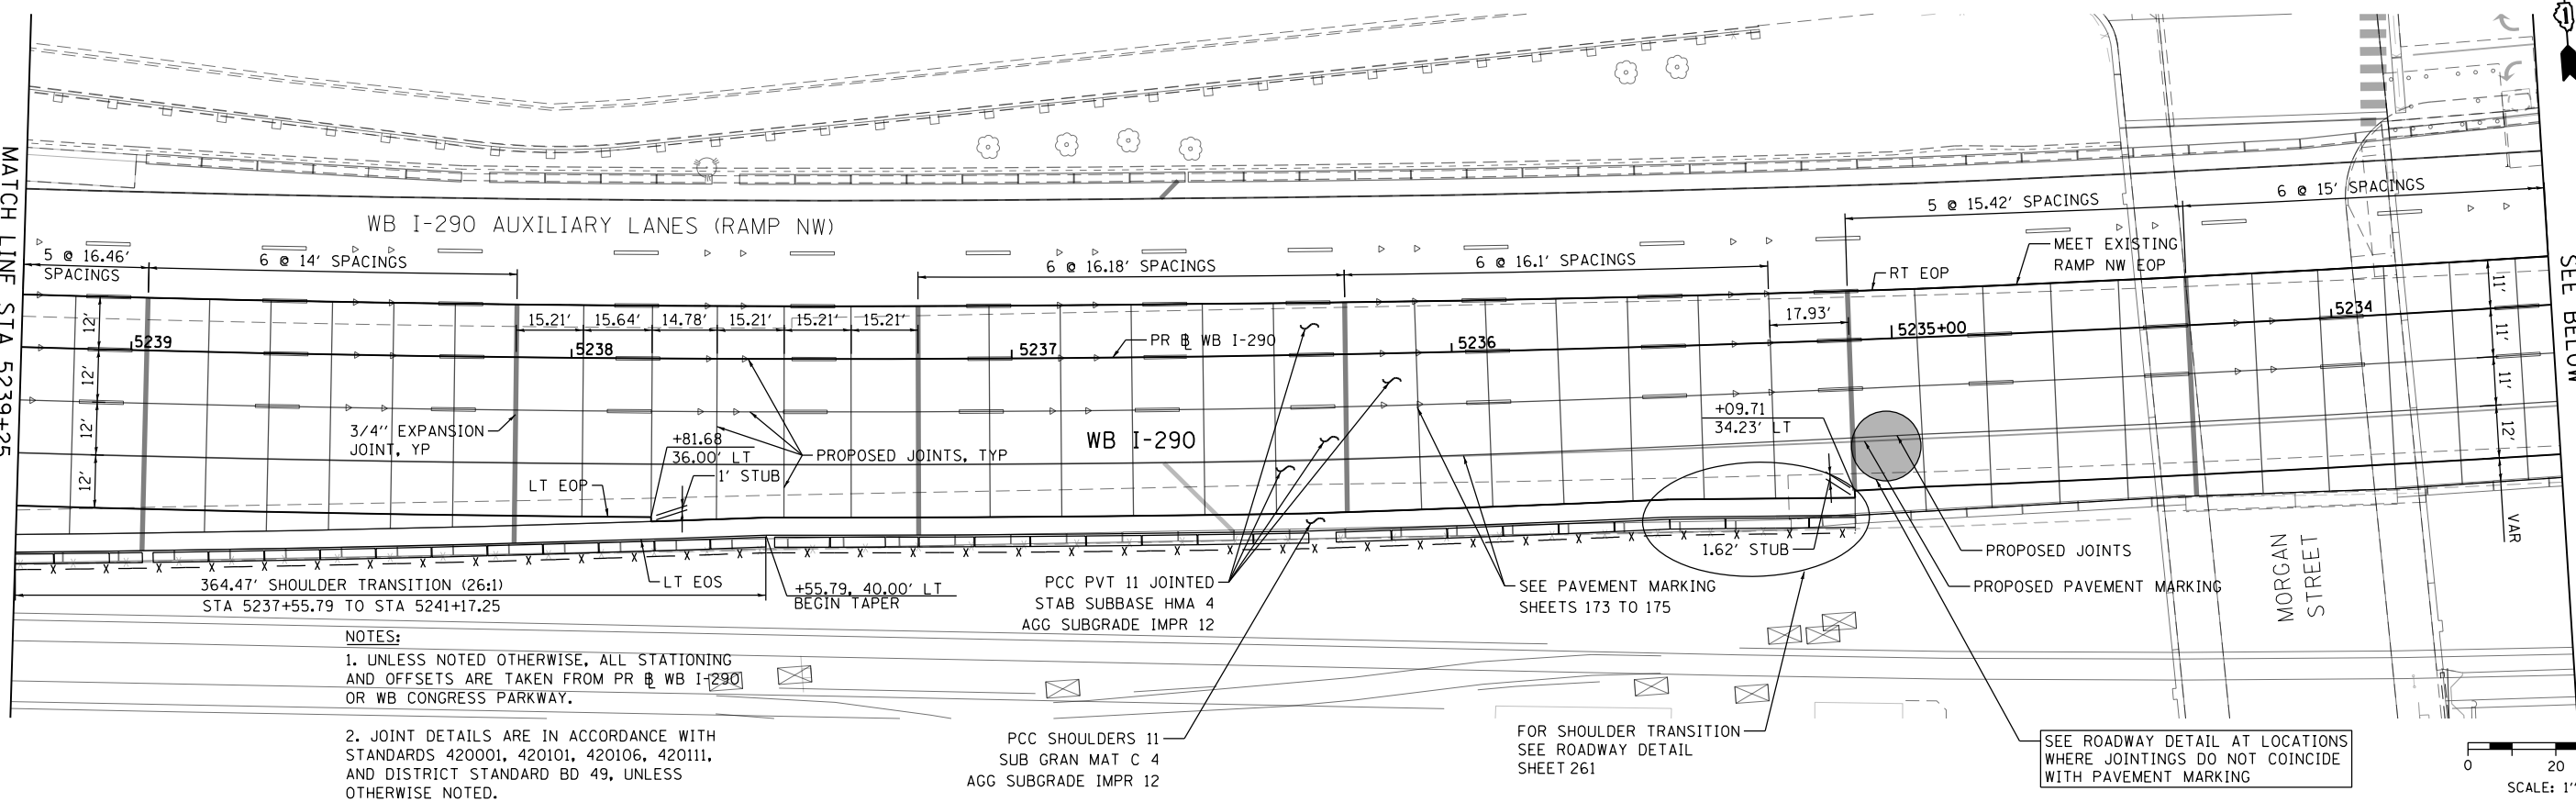 MATCH LINE STA 5239+25
WB I-290 AUXILIARY LANES (RAMP NW)
5 @ 16.46'
SPACINGS
6 @ 14' SPACINGS
6 @ 16.18' SPACINGS
6 @ 16.1' SPACINGS
5 @ 15.42' SPACINGS
6 @ 15' SPACINGS
MEET EXISTING
RAMP NW EOP
RT EOP
SEE BELOW
12'
12'
12'
12'
5239
15.21'
15.64'
14.78'
15.21'
15.21'
15.21'
5238
5237
PR BL WB I-290
5236
17.93'
5235+00
5234
11'
11'
11'
12'
VAR
3/4" EXPANSION
JOINT, YP
+81.68
36.00' LT
1' STUB
PROPOSED JOINTS, TYP
LT EOP
WB I-290
+09.71
34.23' LT
1.62' STUB
PROPOSED JOINTS
PROPOSED PAVEMENT MARKING
MORGAN
STREET
364.47' SHOULDER TRANSITION (26:1)
STA 5237+55.79 TO STA 5241+17.25
LT EOS
+55.79, 40.00' LT
BEGIN TAPER
PCC PVT 11 JOINTED
STAB SUBBASE HMA 4
AGG SUBGRADE IMPR 12
SEE PAVEMENT MARKING
SHEETS 173 TO 175
NOTES:
1. UNLESS NOTED OTHERWISE, ALL STATIONING
AND OFFSETS ARE TAKEN FROM PR BL WB I-290
OR WB CONGRESS PARKWAY.
2. JOINT DETAILS ARE IN ACCORDANCE WITH
STANDARDS 420001, 420101, 420106, 420111,
AND DISTRICT STANDARD BD 49, UNLESS
OTHERWISE NOTED.
PCC SHOULDERS 11
SUB GRAN MAT C 4
AGG SUBGRADE IMPR 12
FOR SHOULDER TRANSITION
SEE ROADWAY DETAIL
SHEET 261
SEE ROADWAY DETAIL AT LOCATIONS
WHERE JOINTINGS DO NOT COINCIDE
WITH PAVEMENT MARKING
0 20
SCALE: 1"